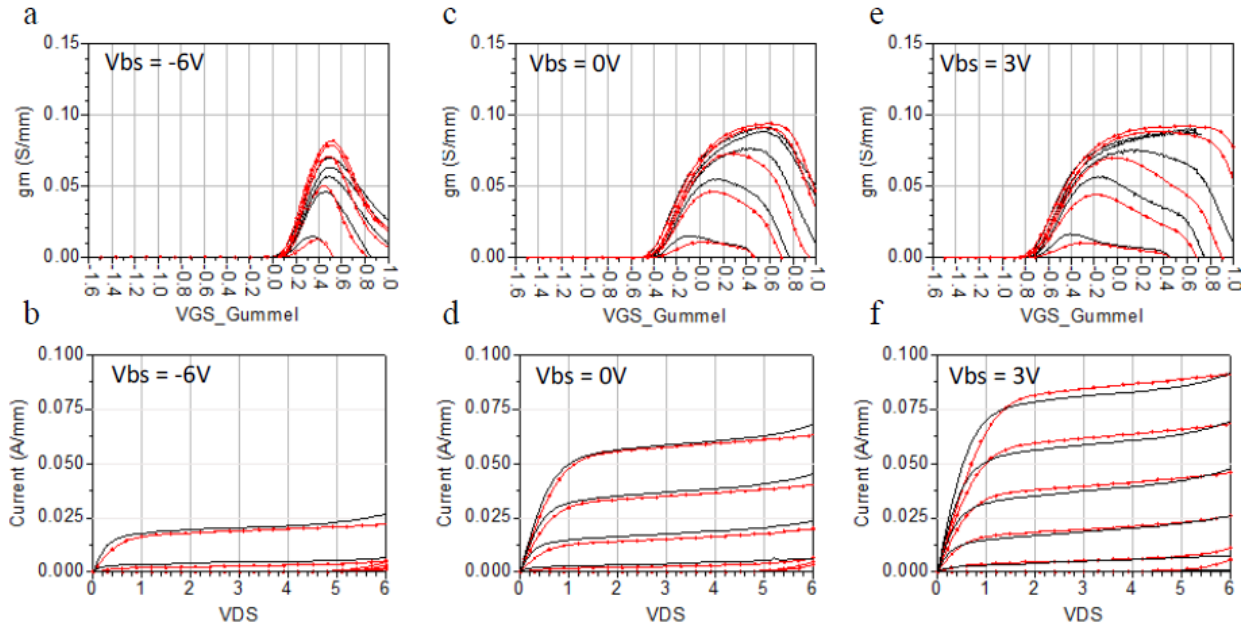 a
Vbs = -6V
gm (S/mm)
0.15
0.10
0.05
0.00
-1.6 -1.4 -1.2 -1.0 -0.8 -0.6 -0.4 -0.2 0.0 0.2 0.4 0.6 0.8 1.0
VGS_Gummel
c
Vbs = 0V
gm (S/mm)
0.15
0.10
0.05
0.00
-1.6 -1.4 -1.2 -1.0 -0.8 -0.6 -0.4 -0.2 0.0 0.2 0.4 0.6 0.8 1.0
VGS_Gummel
e
Vbs = 3V
gm (S/mm)
0.15
0.10
0.05
0.00
-1.6 -1.4 -1.2 -1.0 -0.8 -0.6 -0.4 -0.2 0.0 0.2 0.4 0.6 0.8 1.0
VGS_Gummel
b
Vbs = -6V
Current (A/mm)
0.100
0.075
0.050
0.025
0.000
0 1 2 3 4 5 6
VDS
d
Vbs = 0V
Current (A/mm)
0.100
0.075
0.050
0.025
0.000
0 1 2 3 4 5 6
VDS
f
Vbs = 3V
Current (A/mm)
0.100
0.075
0.050
0.025
0.000
0 1 2 3 4 5 6
VDS